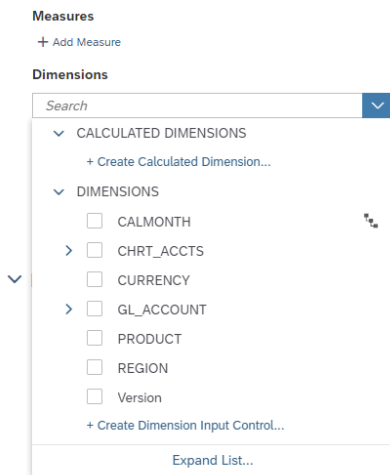 Measures
+ Add Measure
Dimensions
Search
CALCULATED DIMENSIONS
+ Create Calculated Dimension...
DIMENSIONS
CALMONTH
CHRT_ACCTS
CURRENCY
GL_ACCOUNT
PRODUCT
REGION
Version
+ Create Dimension Input Control...
Expand List...